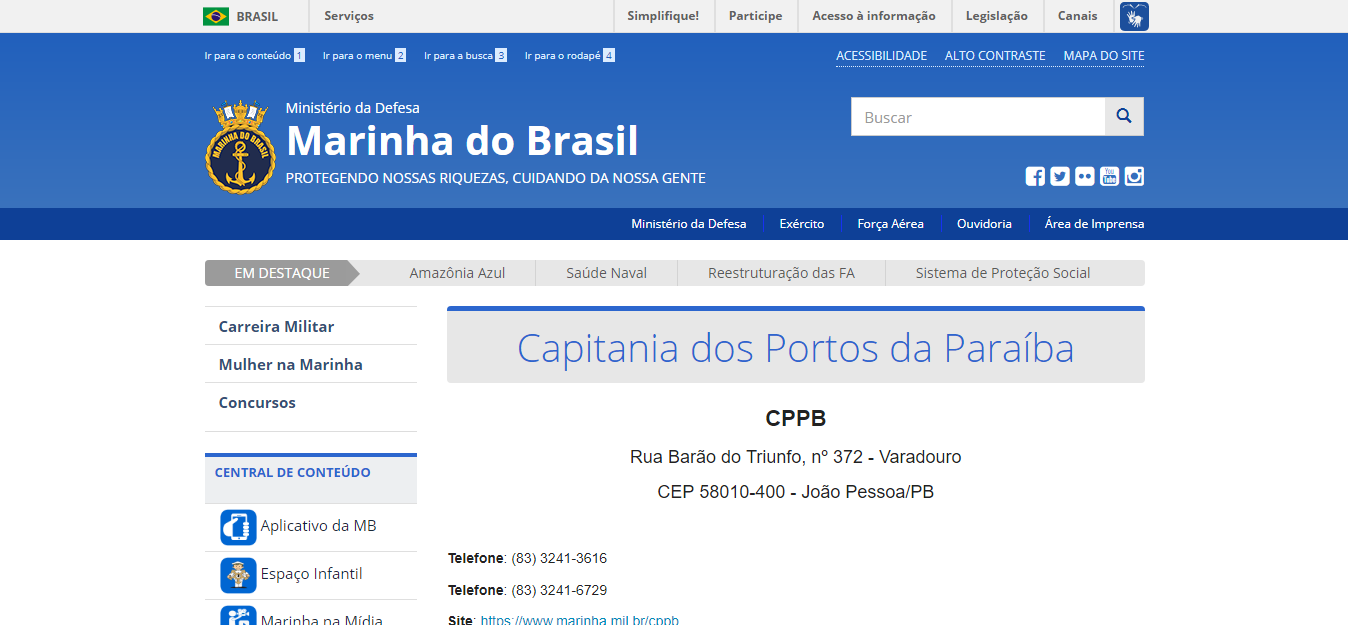 BRASIL Serviços Simplifique! Participe Acesso à informação Legislação Canais
Ir para o conteúdo 1 Ir para o menu 2 Ir para a busca 3 Ir para o rodapé 4 ACESSIBILIDADE ALTO CONTRASTE MAPA DO SITE
MARINHA DO BRASIL
Ministério da Defesa
Marinha do Brasil
PROTEGENDO NOSSAS RIQUEZAS, CUIDANDO DA NOSSA GENTE
Buscar
You Tube
Ministério da Defesa Exército Força Aérea Ouvidoria Área de Imprensa
EM DESTAQUE Amazônia Azul Saúde Naval Reestruturação das FA Sistema de Proteção Social
Carreira Militar
Mulher na Marinha
Concursos
CENTRAL DE CONTEÚDO
Aplicativo da MB
Espaço Infantil
Marinha na Mídia
Capitania dos Portos da Paraíba
CPPB
Rua Barão do Triunfo, nº 372 - Varadouro
CEP 58010-400 - João Pessoa/PB
Telefone: (83) 3241-3616
Telefone: (83) 3241-6729
Site: https://www.marinha.mil.br/cppb